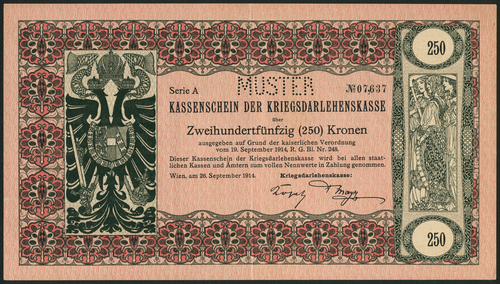 MUSTER
250
Serie A
№07,637
KASSENSCHEIN DER KRIEGSDARLEHENSKASSE
über
Zweihundertfünfzig (250) Kronen
ausgegeben auf Grund der kaiserlichen Verordnung
vom 19. September 1914, R. G. Bl. Nr. 248.
Dieser Kassenschein der Kriegsdarlehenskasse wird bei allen staat-
lichen Kassen und Ämtern zum vollen Nennwerte in Zahlung genommen.
Wien, am 26. September 1914.
Kriegsdarlehenskasse:
250